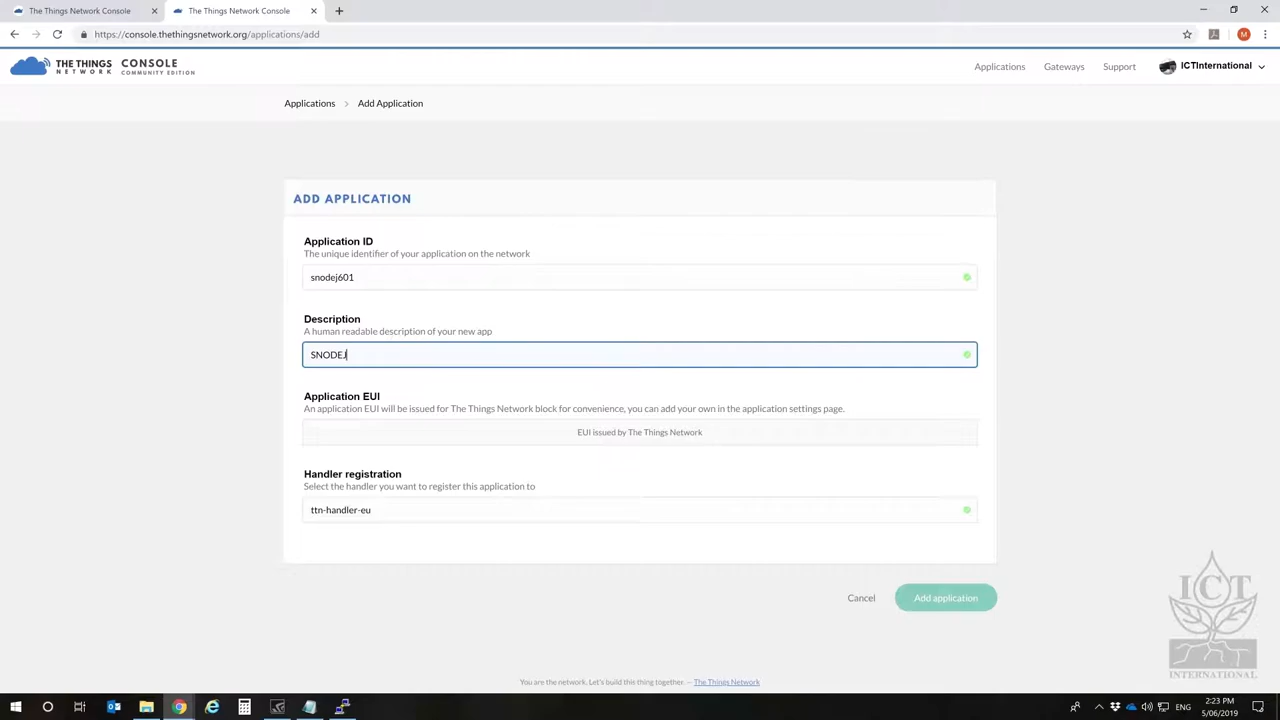 The Things Network Console
The Things Network Console
https://console.thethingsnetwork.org/applications/add
M
THE THINGS NETWORK
CONSOLE
COMMUNITY EDITION
Applications
Gateways
Support
ICTInternational
Applications > Add Application
ADD APPLICATION
Application ID
The unique identifier of your application on the network
snodej601
Description
A human readable description of your new app
SNODEJ
Application EUI
An application EUI will be issued for The Things Network block for convenience, you can add your own in the application settings page.
EUI issued by The Things Network
Handler registration
Select the handler you want to register this application to
ttn-handler-eu
Cancel
Add application
ICT
INTERNATIONAL
You are the network. Let's build this thing together. — The Things Network
ENG
2:23 PM
5/06/2019